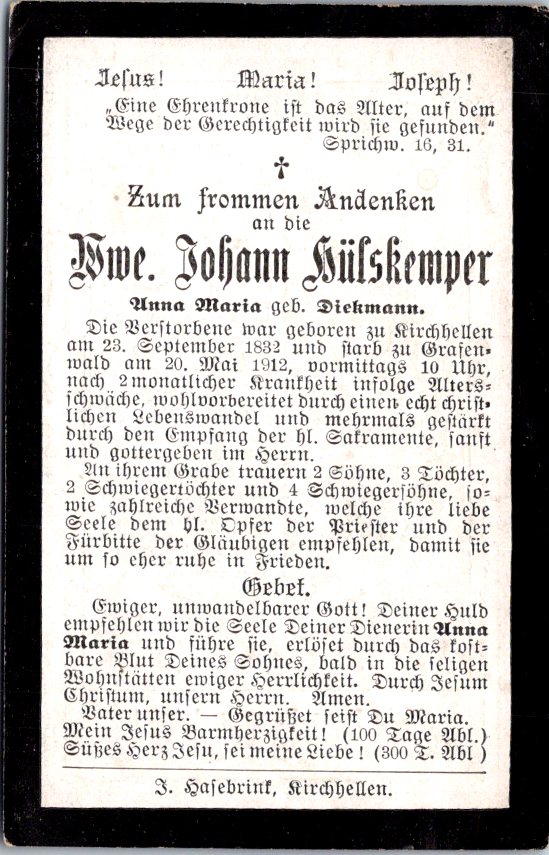 Jesus! Maria! Joseph!
„Eine Ehrenkrone ist das Alter, auf dem
Wege der Gerechtigkeit wird sie gefunden.“
Sprichw. 16, 31.
✝
Zum frommen Andenken
an die
Wwe. Johann Hülskemper
Anna Maria geb. Diekmann.
Die Verstorbene war geboren zu Kirchhellen
am 23. September 1832 und starb zu Grafen-
wald am 20. Mai 1912, vormittags 10 Uhr,
nach 2monatlicher Krankheit infolge Alters-
schwäche, wohlvorbereitet durch einen echt christ-
lichen Lebenswandel und mehrmals gestärkt
durch den Empfang der hl. Sakramente, sanft
und gottergeben im Herrn.
An ihrem Grabe trauern 2 Söhne, 3 Töchter,
2 Schwiegertöchter und 4 Schwiegersöhne, so-
wie zahlreiche Verwandte, welche ihre liebe
Seele dem hl. Opfer der Priester und der
Fürbitte der Gläubigen empfehlen, damit sie
um so eher ruhe in Frieden.
Gebet.
Ewiger, unwandelbarer Gott! Deiner Huld
empfehlen wir die Seele Deiner Dienerin Anna
Maria und führe sie, erlöset durch das kost-
bare Blut Deines Sohnes, bald in die seligen
Wohnstätten ewiger Herrlichkeit. Durch Jesum
Christum, unsern Herrn. Amen.
Vater unser. — Gegrüßet seist Du Maria.
Mein Jesus Barmherzigkeit! (100 Tage Abl.)
Süßes Herz Jesu, sei meine Liebe! (300 T. Abl )
J. Hasebrink, Kirchhellen.